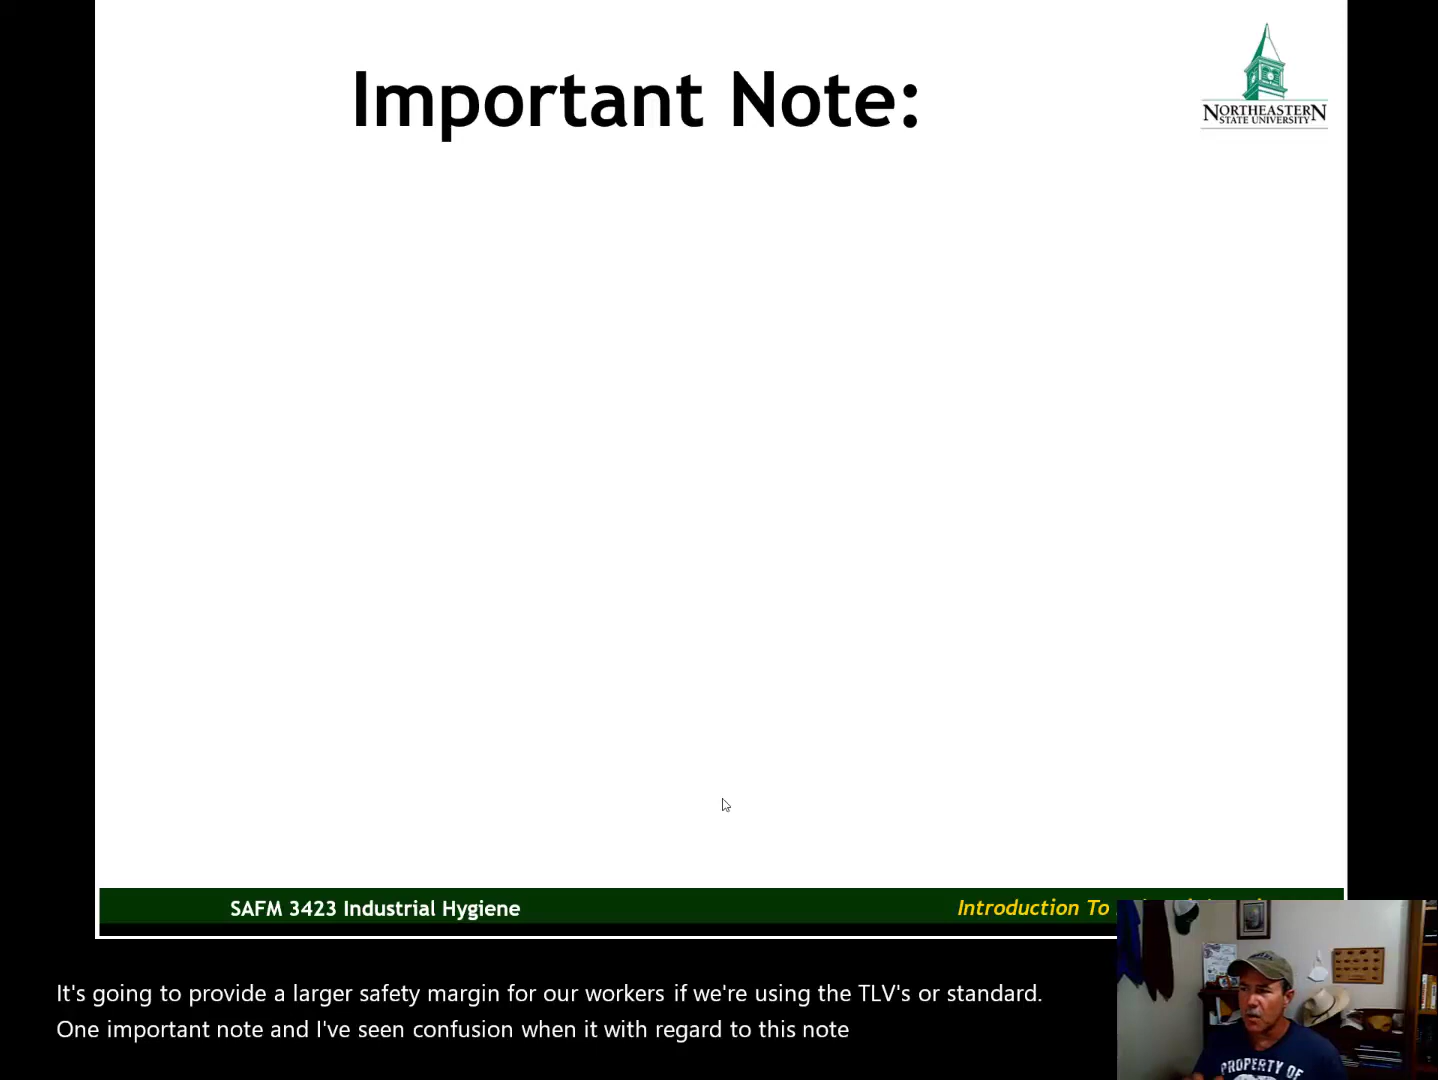 Important Note:
NORTHEASTERN
STATE UNIVERSITY
SAFM 3423 Industrial Hygiene
Introduction To
It's going to provide a larger safety margin for our workers if we're using the TLV's or standard.
One important note and I've seen confusion when it with regard to this note
PROPERTY OF